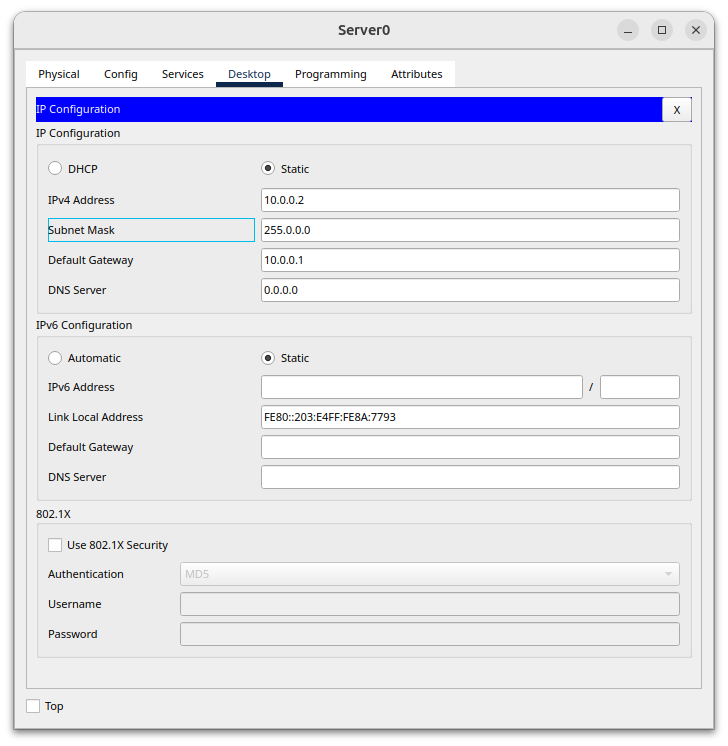 Server0
Physical Config Services Desktop Programming Attributes
IP Configuration X
IP Configuration
DHCP Static
IPv4 Address 10.0.0.2
Subnet Mask 255.0.0.0
Default Gateway 10.0.0.1
DNS Server 0.0.0.0
IPv6 Configuration
Automatic Static
IPv6 Address /
Link Local Address FE80::203:E4FF:FE8A:7793
Default Gateway
DNS Server
802.1X
Use 802.1X Security
Authentication MD5
Username
Password
Top